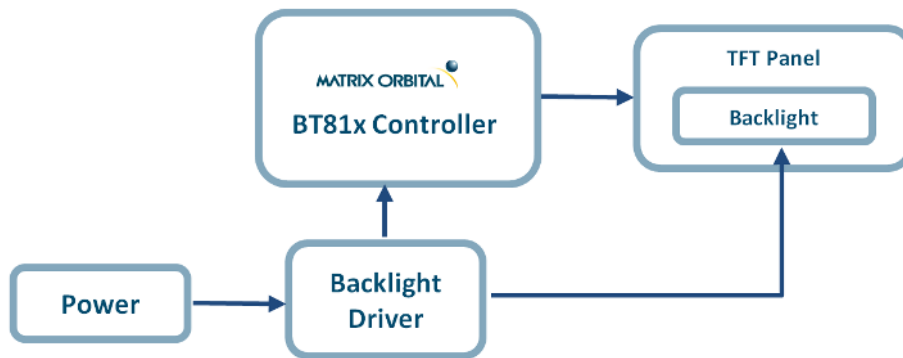 MATRIX ORBITAL
BT81x Controller
TFT Panel
Backlight
Power
Backlight
Driver